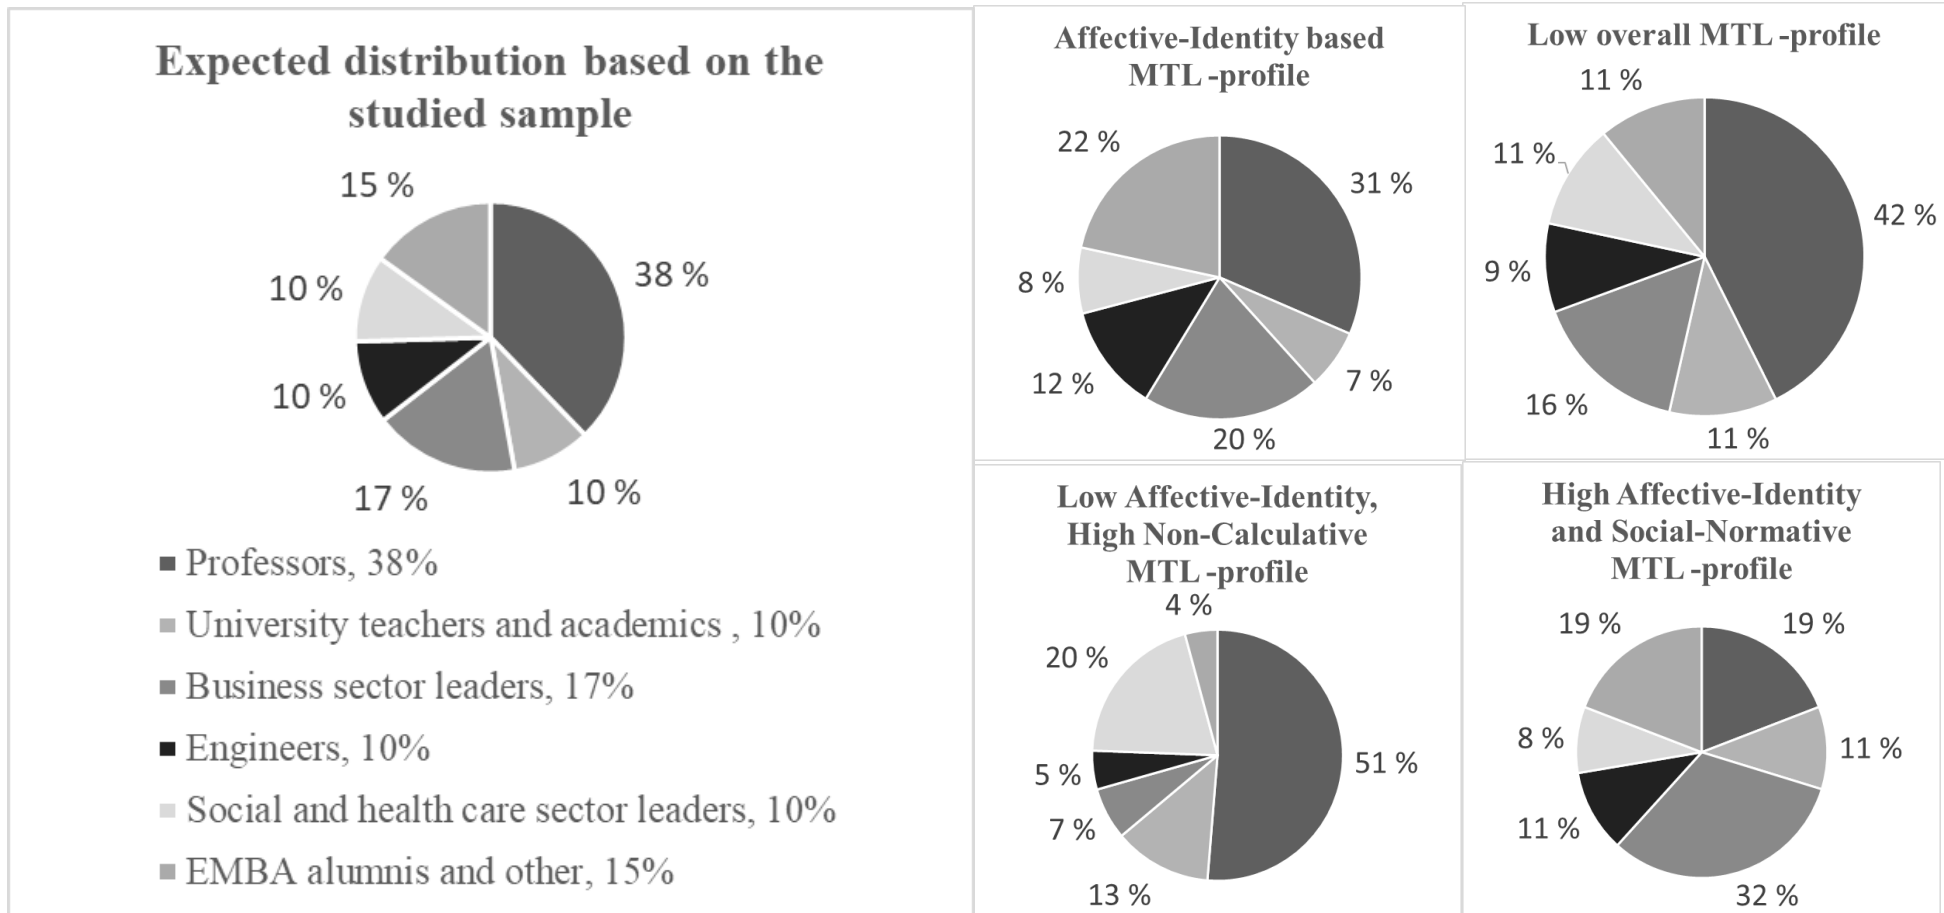 Expected distribution based on the
studied sample
15 %
38 %
10 %
10 %
17 %
10 %
Professors, 38%
University teachers and academics , 10%
Business sector leaders, 17%
Engineers, 10%
Social and health care sector leaders, 10%
EMBA alumnis and other, 15%
Affective-Identity based
MTL -profile
22 %
31 %
8 %
12 %
7 %
20 %
Low overall MTL -profile
11 %
11 %
42 %
9 %
16 %
11 %
Low Affective-Identity,
High Non-Calculative
MTL -profile
4 %
20 %
51 %
5 %
7 %
13 %
High Affective-Identity
and Social-Normative
MTL -profile
19 %
19 %
8 %
11 %
11 %
32 %